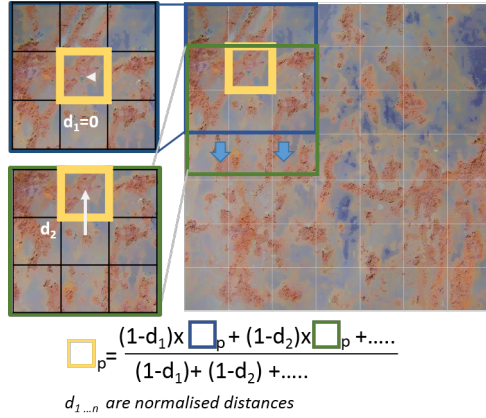 d₁=0
d₂
(1-d₁)x □ₚ + (1-d₂)x □ₚ +.....
□ₚ=
(1-d₁)+ (1-d₂) +.....
d₁ ...ₙ are normalised distances